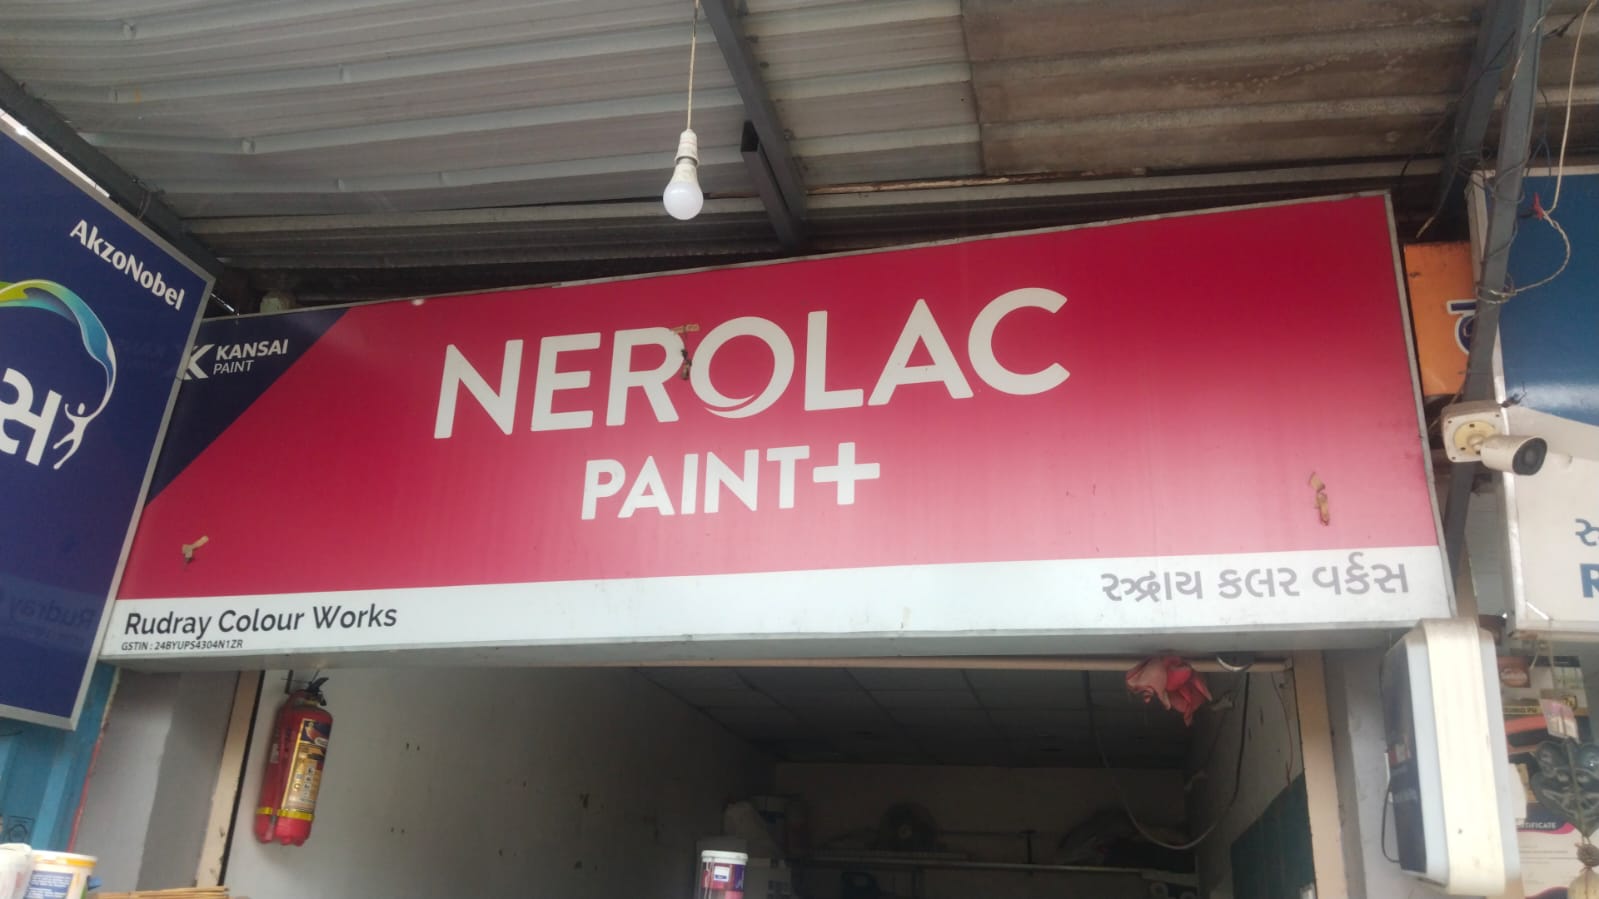 AkzoNobel
KANSAI
PAINT
NEROLAC
PAINT+
Rudray Colour Works
GSTIN : 24BYUPS4304N1ZR
રુદ્રાય કલર વર્કસ